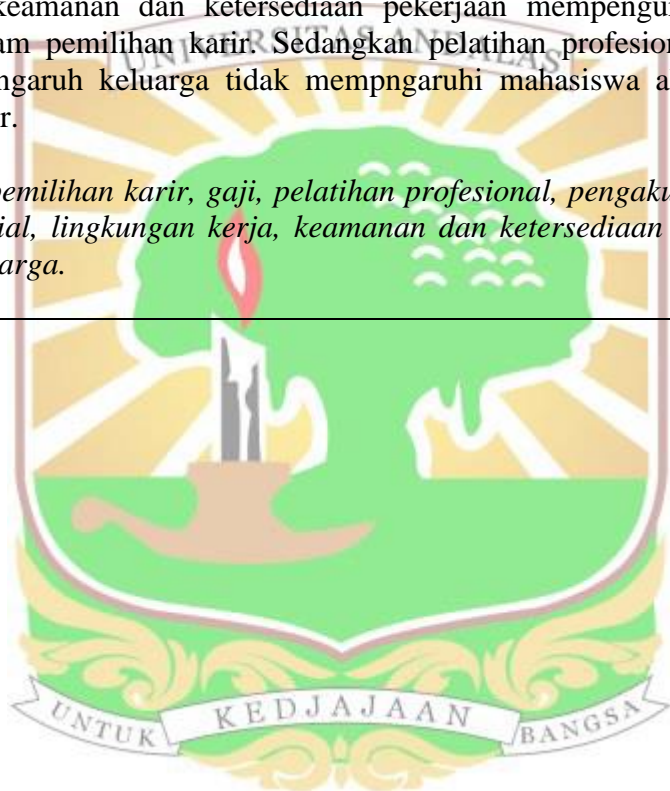 keamanan dan ketersediaan pekerjaan
am pemilihan karir. Sedangkan pelatihan profesion
UNIVERSITAS ANDALAS
ngaruh keluarga tidak mempngaruhi mahasiswa a
r.
pemilihan karir, gaji, pelatihan profesional, pengaku
ial, lingkungan kerja, keamanan dan ketersediaan
arga.
UNTUK KEDJAJAAN BANGSA